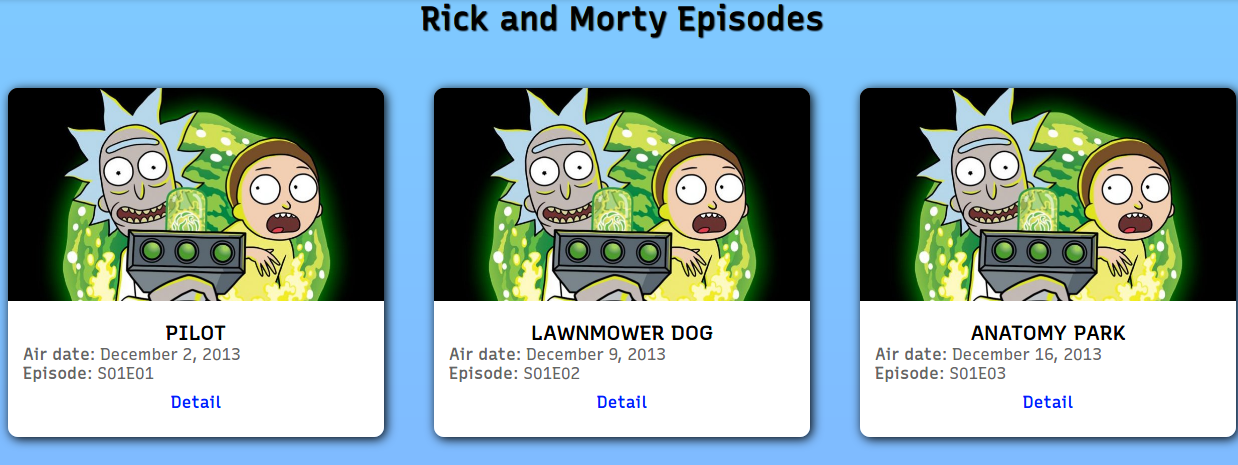 Rick and Morty Episodes
PILOT
Air date: December 2, 2013
Episode: S01E01
Detail
LAWNMOWER DOG
Air date: December 9, 2013
Episode: S01E02
Detail
ANATOMY PARK
Air date: December 16, 2013
Episode: S01E03
Detail